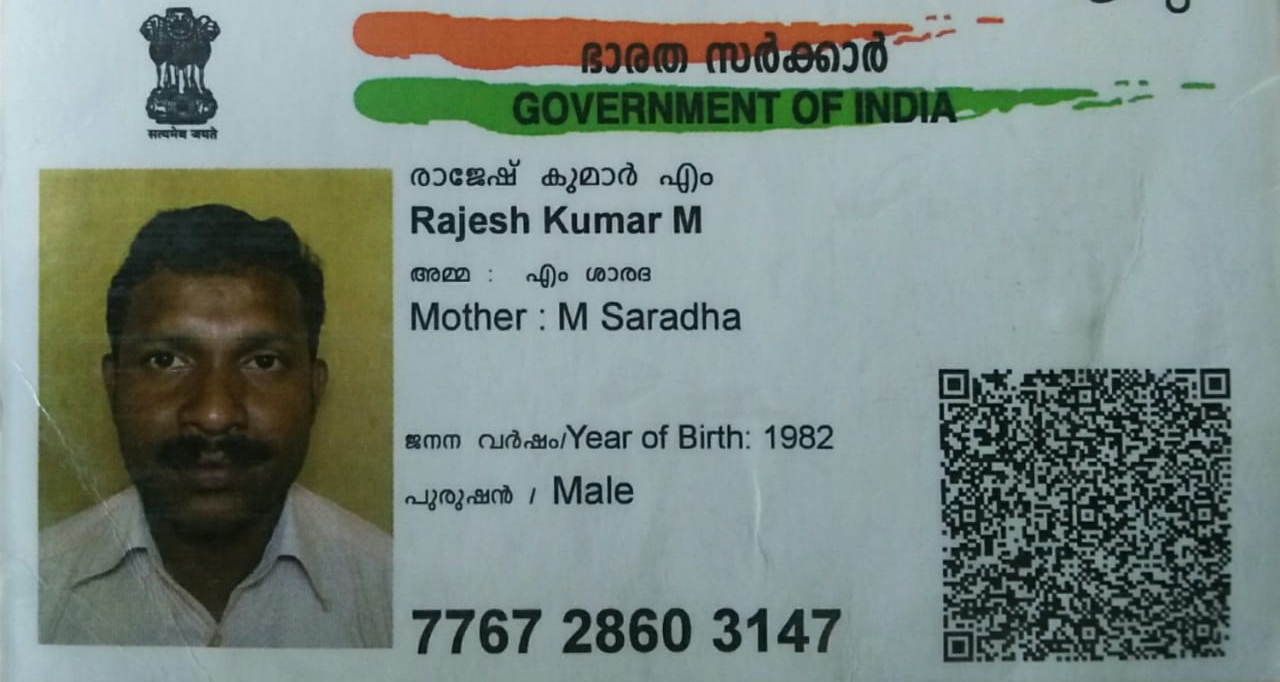 ഭാരത സർക്കാർ
GOVERNMENT OF INDIA
सत्यमेव जयते
രാജേഷ് കുമാർ എം
Rajesh Kumar M
അമ്മ : എം ശാരദ
Mother : M Saradha
ജനന വർഷം/Year of Birth: 1982
പുരുഷൻ / Male
7767 2860 3147